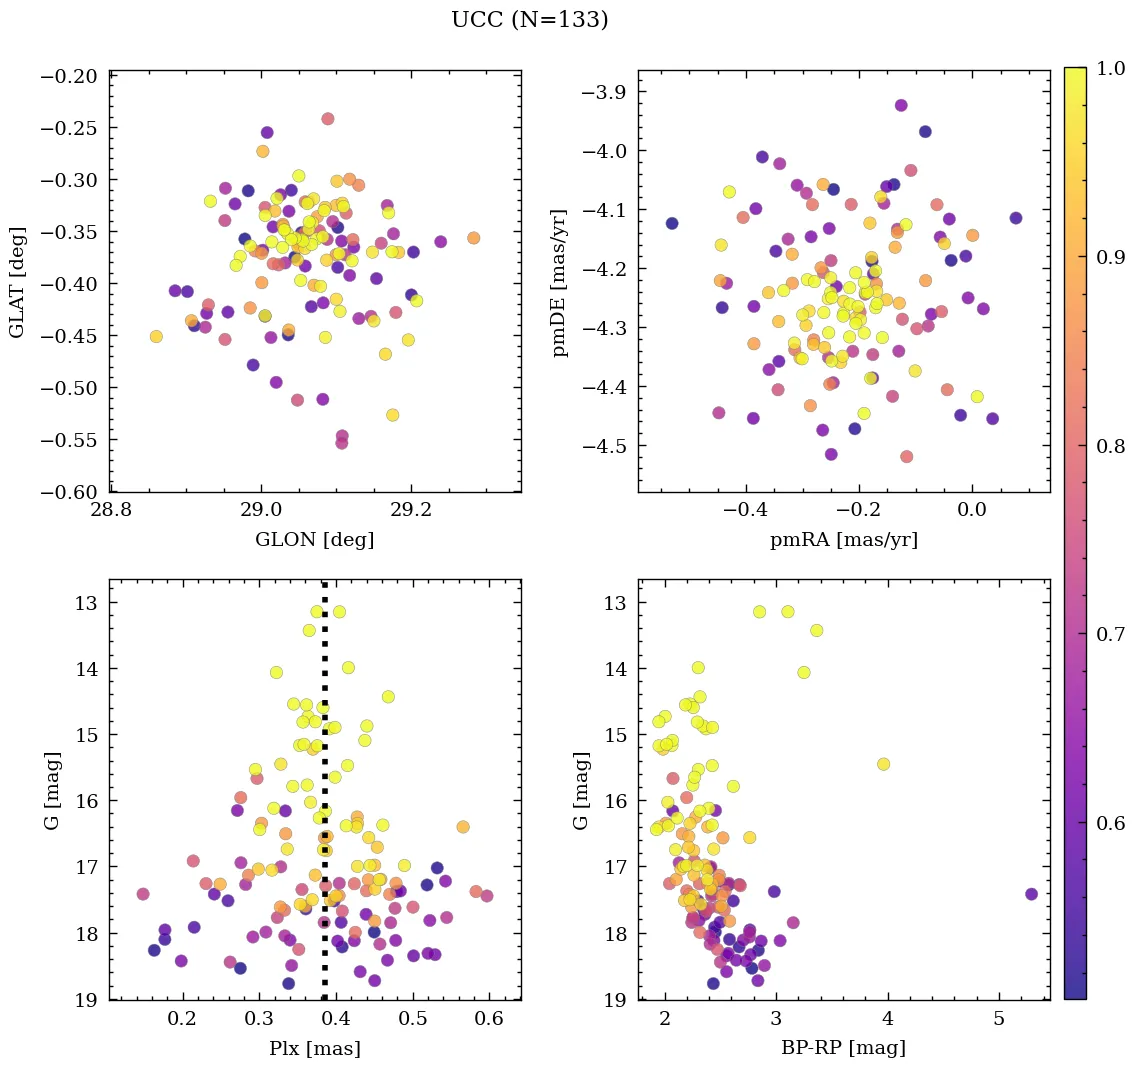 UCC (N=133)
−0.20
−0.25
−0.30
−0.35
−0.40
−0.45
−0.50
−0.55
−0.60
GLAT [deg]
28.8 29.0 29.2
GLON [deg]
−3.9
−4.0
−4.1
−4.2
−4.3
−4.4
−4.5
pmDE [mas/yr]
−0.4 −0.2 0.0
pmRA [mas/yr]
13
14
15
16
17
18
19
G [mag]
0.2 0.3 0.4 0.5 0.6
Plx [mas]
13
14
15
16
17
18
19
G [mag]
2 3 4 5
BP-RP [mag]
1.0
0.9
0.8
0.7
0.6